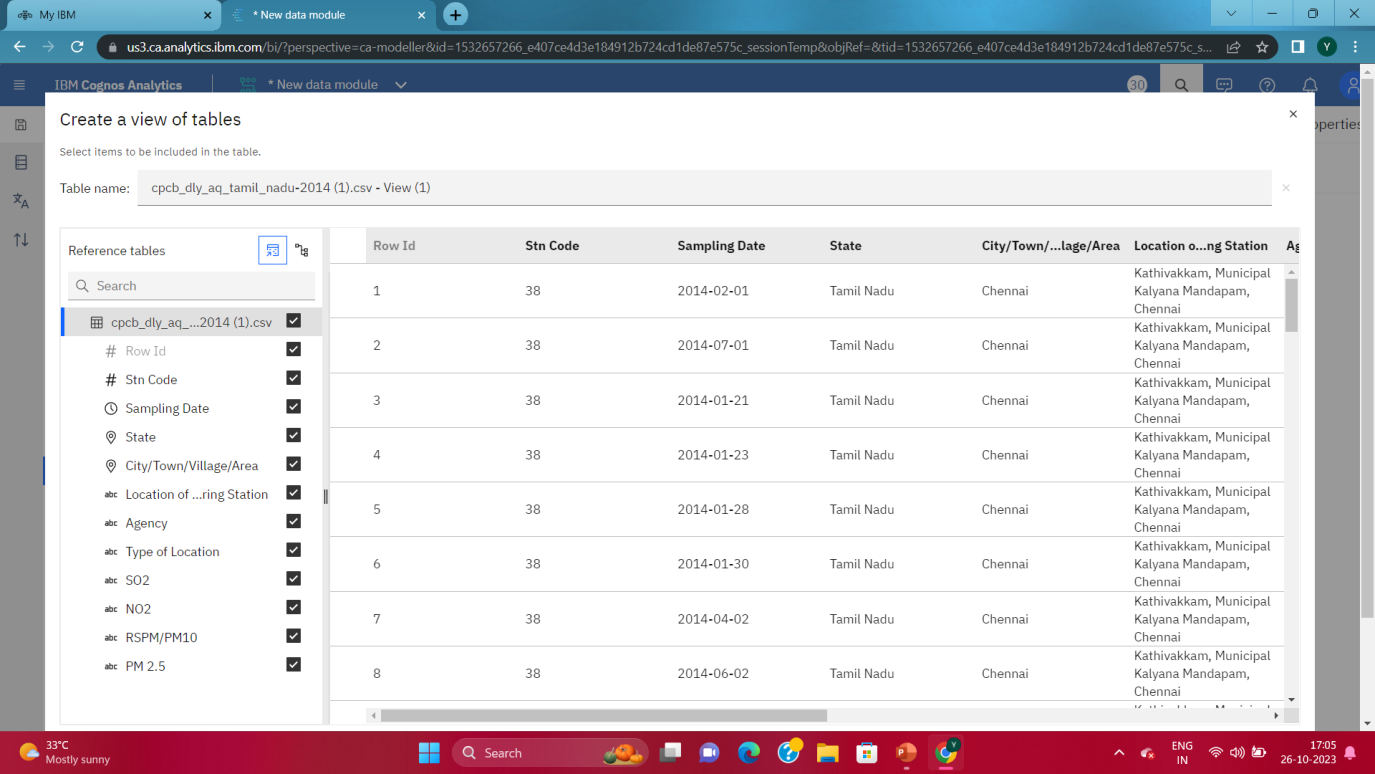 My IBM
* New data module
us3.ca.analytics.ibm.com/bi/?perspective=ca-modeller&id=1532657266_e407ce4d3e184912b724cd1de87e575c_sessionTemp&objRef=&tid=1532657266_e407ce4d3e184912b724cd1de87e575c_s...
Y
IBM Cognos Analytics
* New data module
30
operties
Create a view of tables
Select items to be included in the table.
Table name:
cpcb_dly_aq_tamil_nadu-2014 (1).csv - View (1)
Reference tables
Search
cpcb_dly_aq_...2014 (1).csv
# Row Id
# Stn Code
Sampling Date
State
City/Town/Village/Area
abc Location of ...ring Station
abc Agency
abc Type of Location
abc SO2
abc NO2
abc RSPM/PM10
abc PM 2.5
Row Id Stn Code Sampling Date State City/Town/...lage/Area Location o...ng Station Ag
1 38 2014-02-01 Tamil Nadu Chennai Kathivakkam, Municipal
Kalyana Mandapam,
Chennai
2 38 2014-07-01 Tamil Nadu Chennai Kathivakkam, Municipal
Kalyana Mandapam,
Chennai
3 38 2014-01-21 Tamil Nadu Chennai Kathivakkam, Municipal
Kalyana Mandapam,
Chennai
4 38 2014-01-23 Tamil Nadu Chennai Kathivakkam, Municipal
Kalyana Mandapam,
Chennai
5 38 2014-01-28 Tamil Nadu Chennai Kathivakkam, Municipal
Kalyana Mandapam,
Chennai
6 38 2014-01-30 Tamil Nadu Chennai Kathivakkam, Municipal
Kalyana Mandapam,
Chennai
7 38 2014-04-02 Tamil Nadu Chennai Kathivakkam, Municipal
Kalyana Mandapam,
Chennai
8 38 2014-06-02 Tamil Nadu Chennai Kathivakkam, Municipal
Kalyana Mandapam,
Chennai
33°C
Mostly sunny
Search
Y
ENG
IN
17:05
26-10-2023